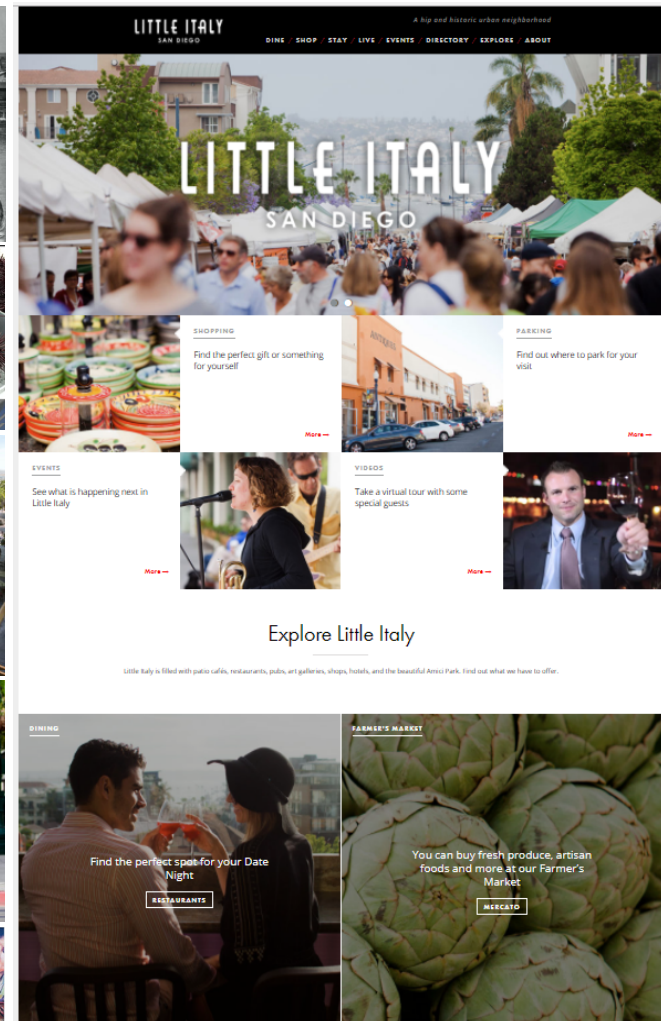 LITTLE ITALY
SAN DIEGO
A hip and historic urban neighborhood
DINE / SHOP / STAY / LIVE / EVENTS / DIRECTORY / EXPLORE / ABOUT
LITTLE ITALY
SAN DIEGO
SHOPPING
Find the perfect gift or something
for yourself
More
PARKING
Find out where to park for your
visit
More
EVENTS
See what is happening next in
Little Italy
More
VIDEOS
Take a virtual tour with some
special guests
More
Explore Little Italy
Little Italy is filled with patio cafés, restaurants, pubs, art galleries, shops, hotels, and the beautiful Amici Park. Find out what we have to offer.
DINING
Find the perfect spot for your Date
Night
RESTAURANTS
FARMER'S MARKET
You can buy fresh produce, artisan
foods and more at our Farmer's
Market
MERCATO